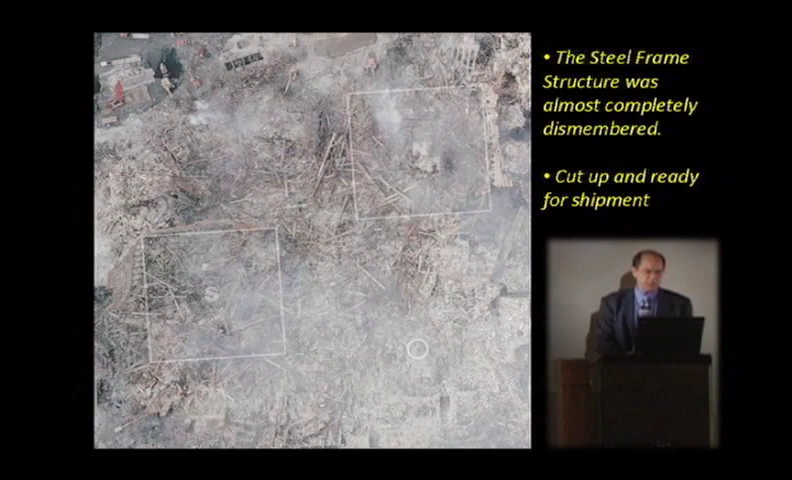 • The Steel Frame
Structure was
almost completely
dismembered.
• Cut up and ready
for shipment